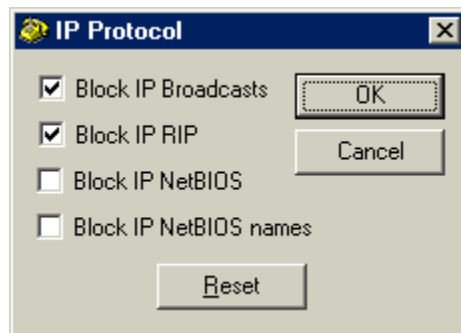 IP Protocol
Block IP Broadcasts
Block IP RIP
Block IP NetBIOS
Block IP NetBIOS names
OK
Cancel
Reset